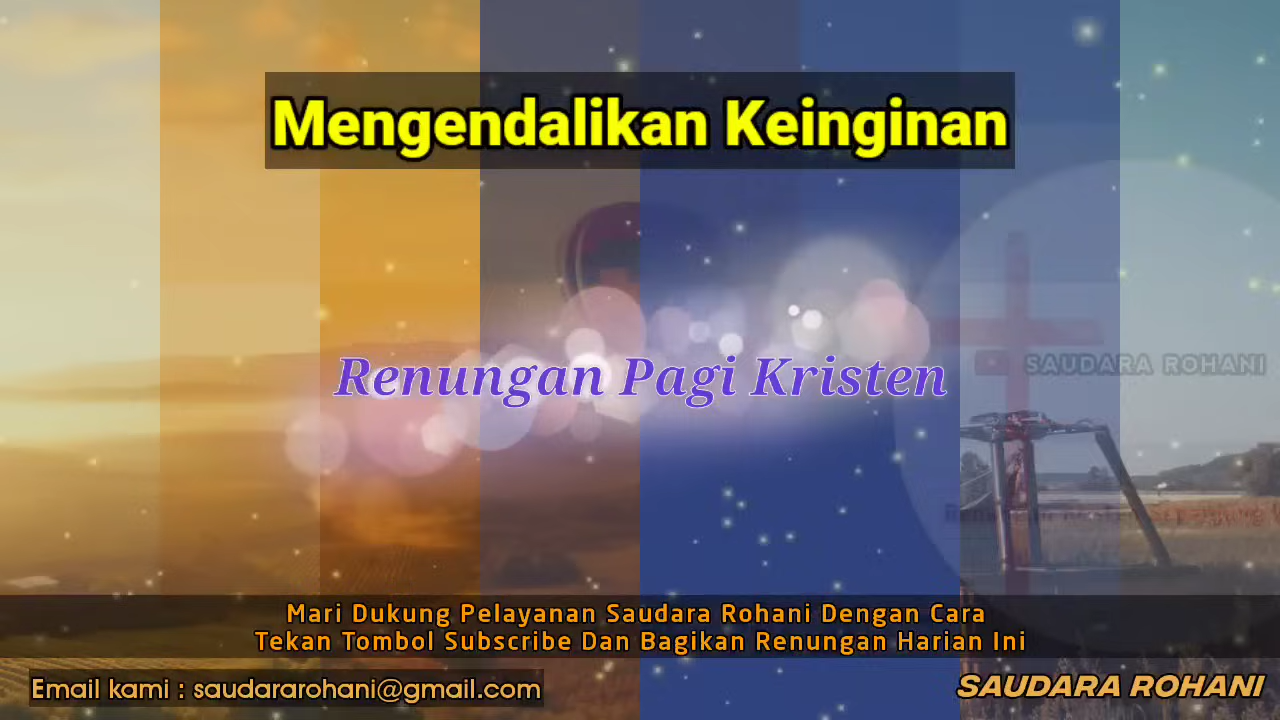 Mengendalikan Keinginan
SAUDARA ROHANI
Renungan Pagi Kristen
Mari Dukung Pelayanan Saudara Rohani Dengan Cara
Tekan Tombol Subscribe Dan Bagikan Renungan Harian Ini
Email kami : saudararohani@gmail.com
SAUDARA ROHANI